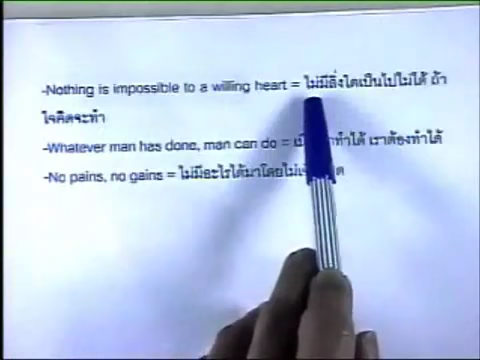 -Nothing is impossible to a willing heart = ไม่มีสิ่งใดเป็นไปไม่ได้ ถ้า
ใจคิดจะทำ
-Whatever man has done, man can do = ทำได้ เราต้องทำได้
-No pains, no gains = ไม่มีอะไรได้มาโดยไม่